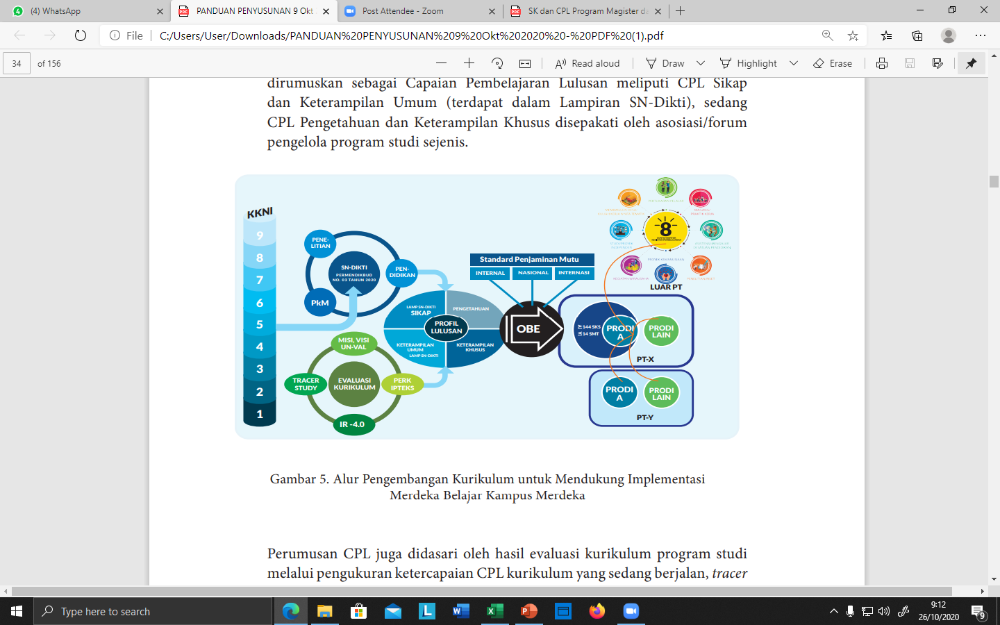 (4) WhatsApp
PANDUAN PENYUSUNAN 9 Okt
Post Attendee - Zoom
SK dan CPL Program Magister da
File
C:/Users/User/Downloads/PANDUAN%20PENYUSUNAN%209%20Okt%202020%20-%20PDF%20(1).pdf
34
of 156
Read aloud
Draw
Highlight
Erase
dirumuskan sebagai Capaian Pembelajaran Lulusan meliputi CPL Sikap
dan Keterampilan Umum (terdapat dalam Lampiran SN-Dikti), sedang
CPL Pengetahuan dan Keterampilan Khusus disepakati oleh asosiasi/forum
pengelola program studi sejenis.
KKNI
9
8
7
6
5
4
3
2
1
PENE-
LITIAN
SN-DIKTI
PERMENDIKBUD
NO. 03 TAHUN 2020
PEN-
DIDIKAN
PkM
MISI, VISI
UN-VAL
TRACER
STUDY
EVALUASI
KURIKULUM
PERK
IPTEKS
IR -4.0
LAMP SN-DIKTI
SIKAP
PENGETAHUAN
PROFIL
LULUSAN
KETERAMPILAN
UMUM
LAMP SN-DIKTI
KETERAMPILAN
KHUSUS
Standard Penjaminan Mutu
INTERNAL
NASIONAL
INTERNASI
OBE
8
LUAR PT
≥144 SKS
≤14 SMT
PRODI
A
PRODI
LAIN
PT-X
PRODI
A
PRODI
LAIN
PT-Y
Gambar 5. Alur Pengembangan Kurikulum untuk Mendukung Implementasi
Merdeka Belajar Kampus Merdeka
Perumusan CPL juga didasari oleh hasil evaluasi kurikulum program studi
melalui pengukuran ketercapaian CPL kurikulum yang sedang berjalan, tracer
Type here to search
9:12
26/10/2020
9